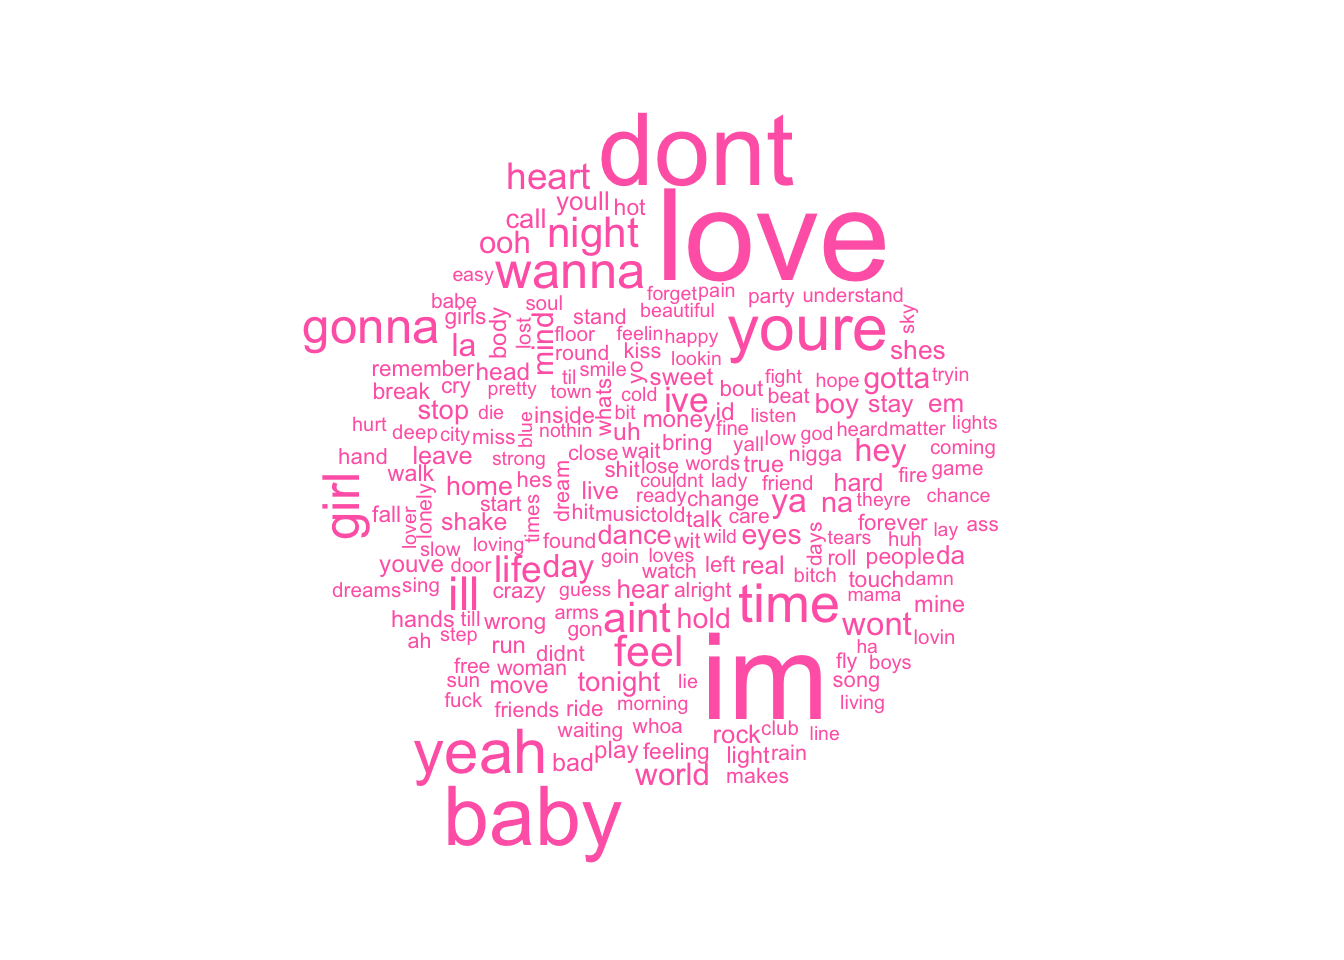 dont
heart
love
youll hot
call night
ooh
wanna
easy
forget pain party understand
babe soul beautiful sky
gonna girls body lost mind stand feelin happy youre
la floor round kiss lookin shes
remember head til smile yo sweet fight hope gotta tryin
break cry pretty town whats cold ive bout beat boy stay em
stop die blue inside bit money id listen
hurt deep city miss nothin uh fine yall low god heard matter lights
hand leave strong close wait bring true nigga hey coming
girl walk home hes dream shit lose words couldnt lady friend hard fire game
lover lonely start times live ready change ya na theyre chance
fall shake hit music told talk care days forever lay ass
slow loving found dance wit wild eyes tears huh
youve door life day goin loves watch left real roll people da
dreams sing ill crazy guess hear alright bitch touch damn
hands till wrong arms aint hold time mama mine
ah step gon wont lovin
run didnt feel im ha
free woman fly boys
sun move tonight lie song
fuck friends ride morning living
waiting whoa rock club line
yeah bad play feeling light rain
world makes
baby